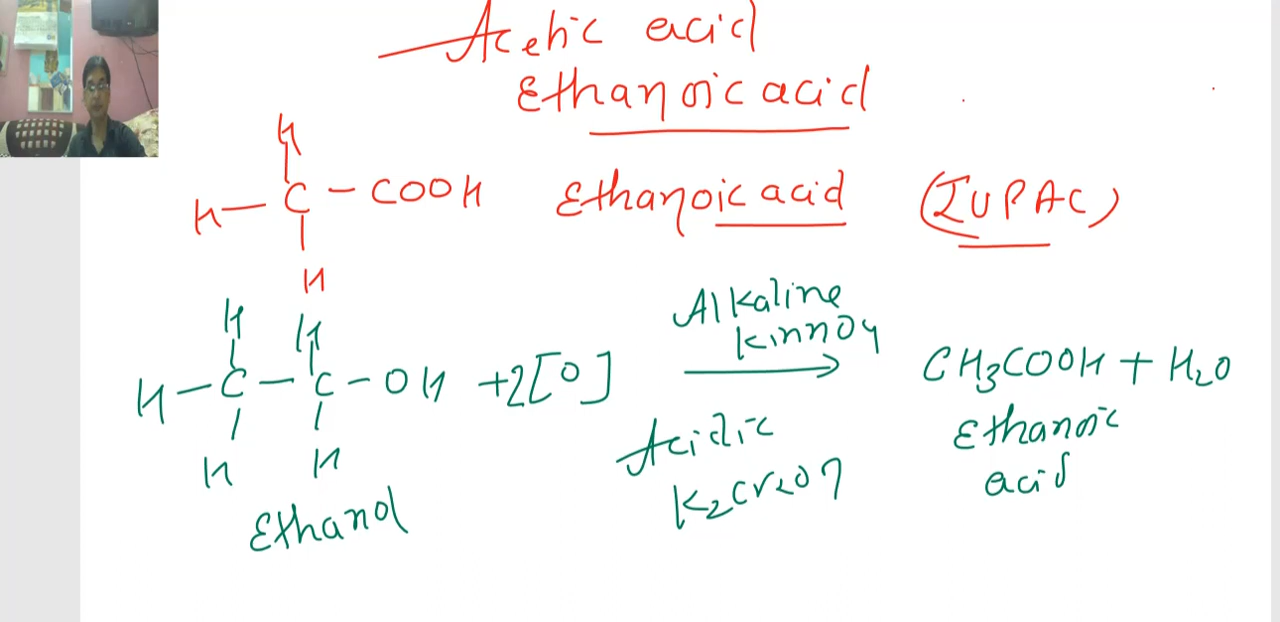 Acetic acid
Ethanoic acid
H
H-C-COOH Ethanoic acid (IUPAC)
H
H H
H-C-C-OH +2[O] Alkaline KMnO4 → CH3COOH + H2O
H H
Acidic K2Cr2O7
Ethanol
Ethanoic
acid